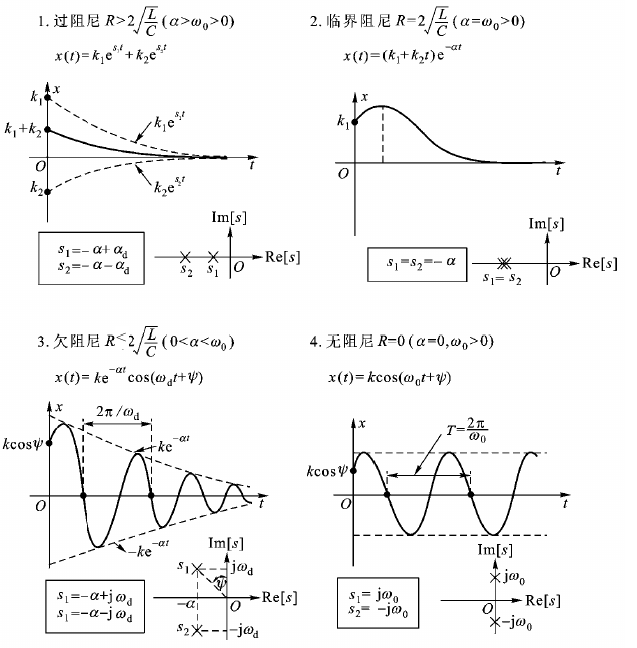 1. 过阻尼 R>2√(L/C) (α>ω₀>0)
x(t)=k₁e^{s₁t}+k₂e^{s₂t}
x
k₁
k₁+k₂
O
k₂
k₁e^{s₁t}
k₂e^{s₂t}
t
s₁=-α+α_d
s₂=-α-α_d
Im[s]
Re[s]
s₂
s₁
O
2. 临界阻尼 R=2√(L/C) (α=ω₀>0)
x(t)=(k₁+k₂t)e^{-αt}
x
k₁
O
t
s₁=s₂=-α
Im[s]
Re[s]
s₁=s₂
O
3. 欠阻尼 R<2√(L/C) (0<α<ω₀)
x(t)=ke^{-αt}cos(ω_dt+ψ)
x
2π/ω_d
kcosψ
ke^{-αt}
O
t
-ke^{-αt}
s₁=-α+jω_d
s₁=-α-jω_d
Im[s]
s₁
jω_d
ψ
-α
O
Re[s]
s₂
-jω_d
4. 无阻尼 R=0 (α=0,ω₀>0)
x(t)=kcos(ω₀t+ψ)
x
T=2π/ω₀
kcosψ
O
t
s₁=jω₀
s₂=-jω₀
Im[s]
jω₀
O
Re[s]
-jω₀